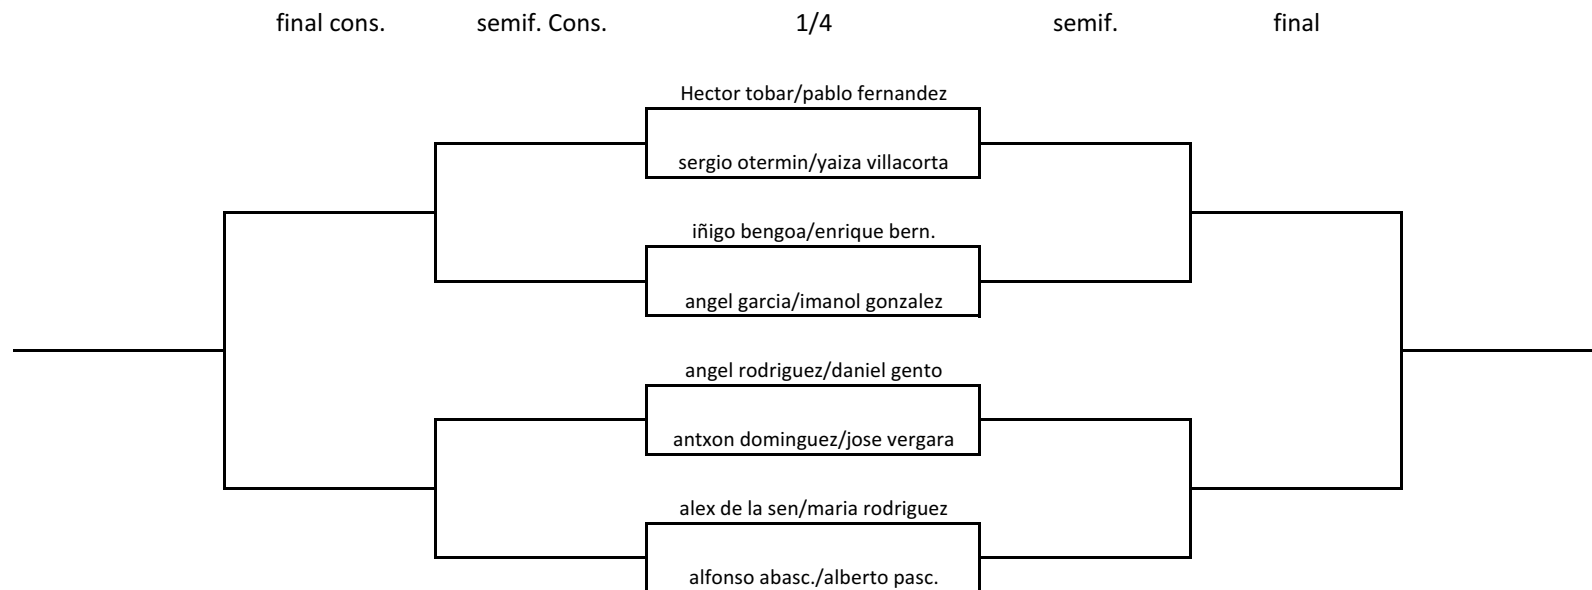 final cons. semif. Cons. 1/4 semif. final
Hector tobar/pablo fernandez
sergio otermin/yaiza villacorta
iñigo bengoa/enrique bern.
angel garcia/imanol gonzalez
angel rodriguez/daniel gento
antxon dominguez/jose vergara
alex de la sen/maria rodriguez
alfonso abasc./alberto pasc.